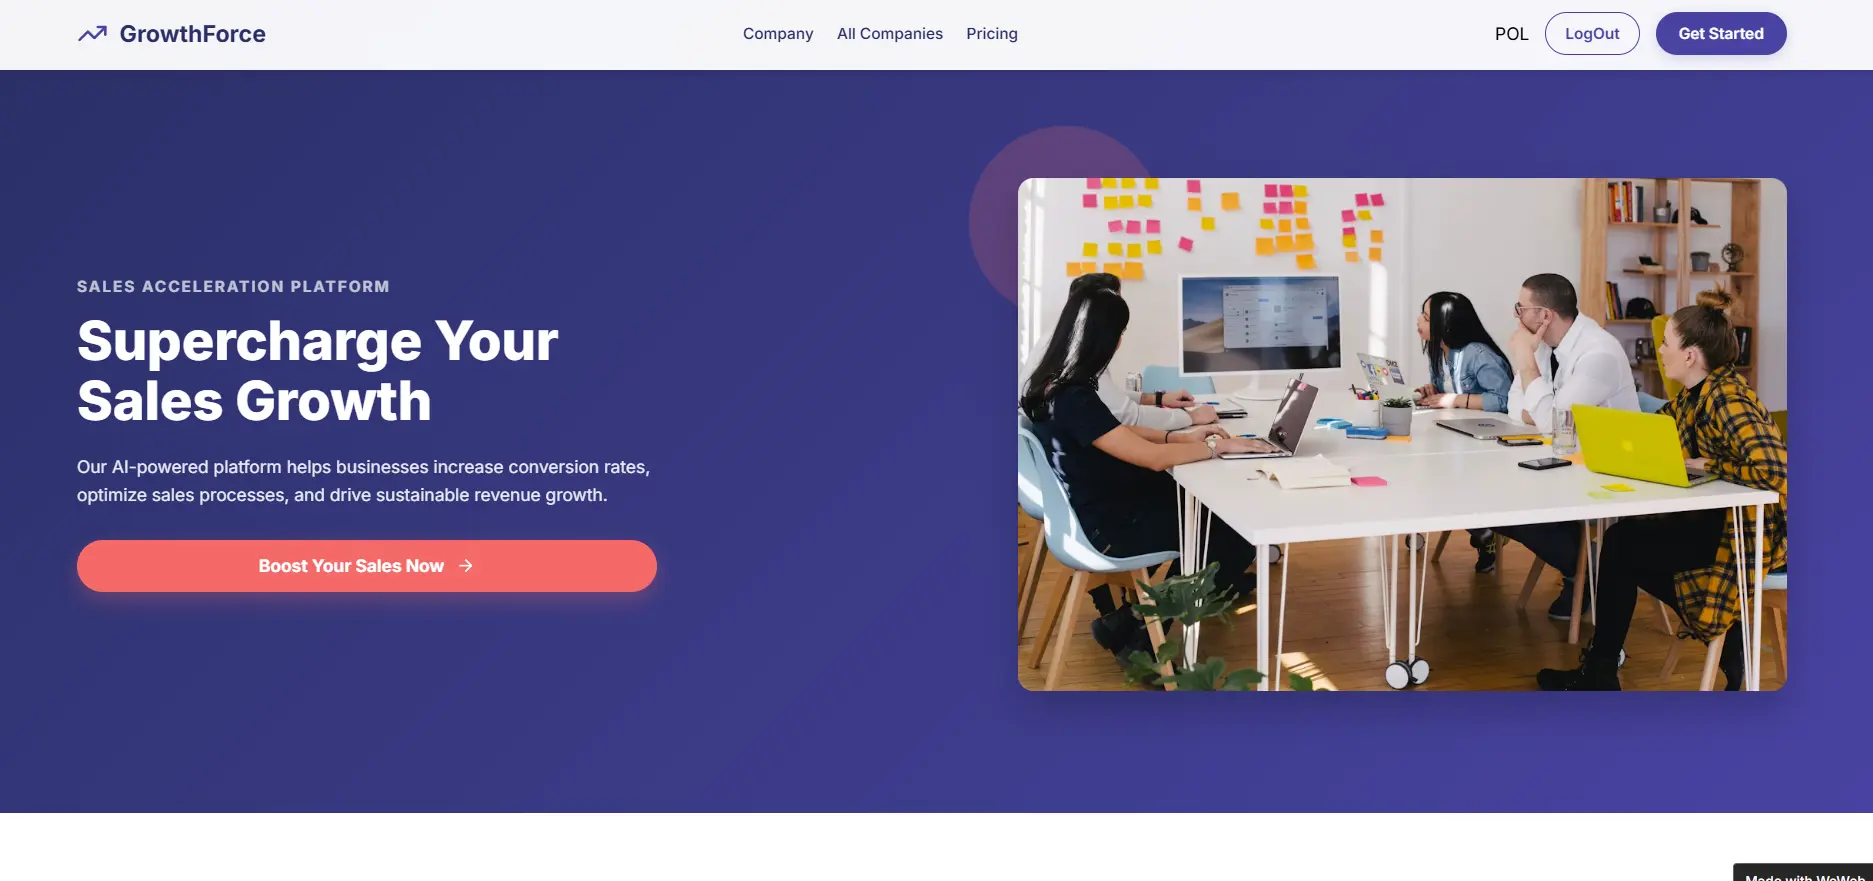 GrowthForce
Company All Companies Pricing
POL LogOut Get Started
SALES ACCELERATION PLATFORM
Supercharge Your
Sales Growth
Our AI-powered platform helps businesses increase conversion rates,
optimize sales processes, and drive sustainable revenue growth.
Boost Your Sales Now →
Made with WeWeb